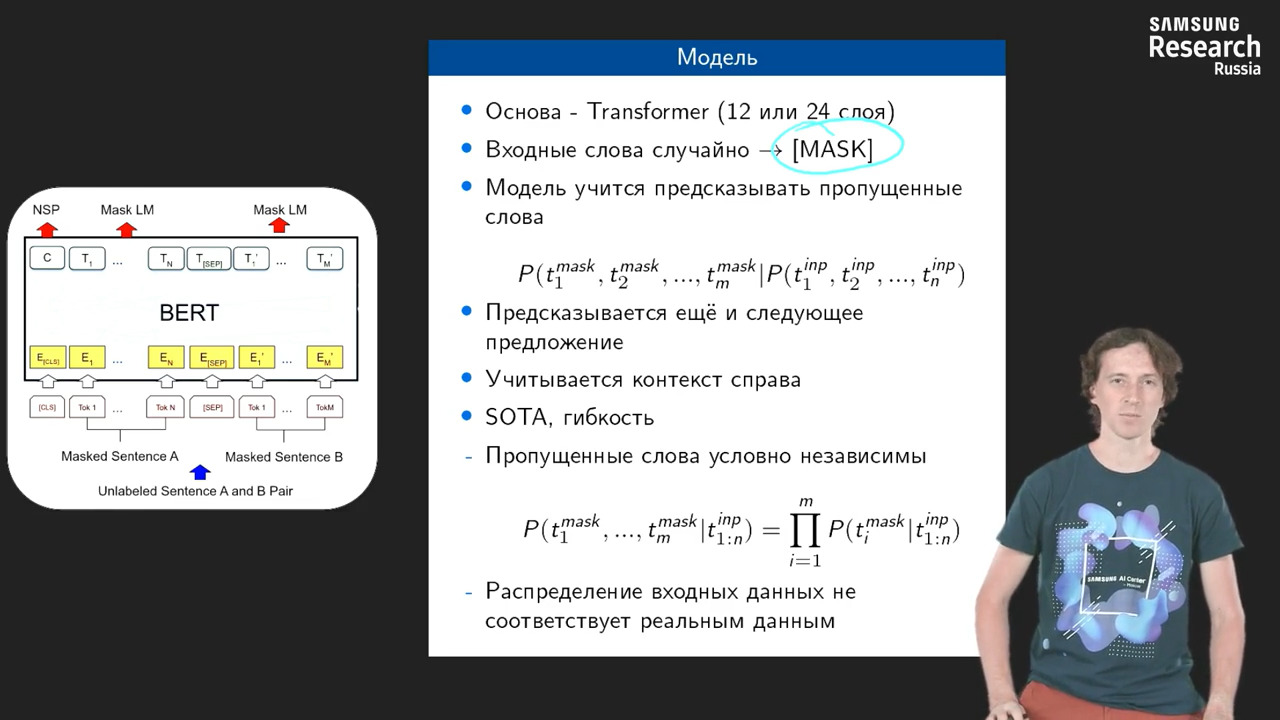 SAMSUNG
Research
Russia
Модель
Основа - Transformer (12 или 24 слоя)
Входные слова случайно → [MASK]
Модель учится предсказывать пропущенные
слова
P(t_1^{mask}, t_2^{mask}, ..., t_m^{mask}|P(t_1^{inp}, t_2^{inp}, ..., t_n^{inp})
Предсказывается ещё и следующее
предложение
Учитывается контекст справа
SOTA, гибкость
- Пропущенные слова условно независимы
P(t_1^{mask}, ..., t_m^{mask}|t_{1:n}^{inp}) = ∏_{i=1}^{m} P(t_i^{mask}|t_{1:n}^{inp})
- Распределение входных данных не
соответствует реальным данным
NSP Mask LM Mask LM
C T_1 ... T_N T_{[SEP]} T_1' ... T_M'
BERT
E_{[CLS]} E_1 ... E_N E_{[SEP]} E_1' ... E_M'
[CLS] Tok 1 ... Tok N [SEP] Tok 1 ... TokM
Masked Sentence A Masked Sentence B
Unlabeled Sentence A and B Pair
SAMSUNG AI Center